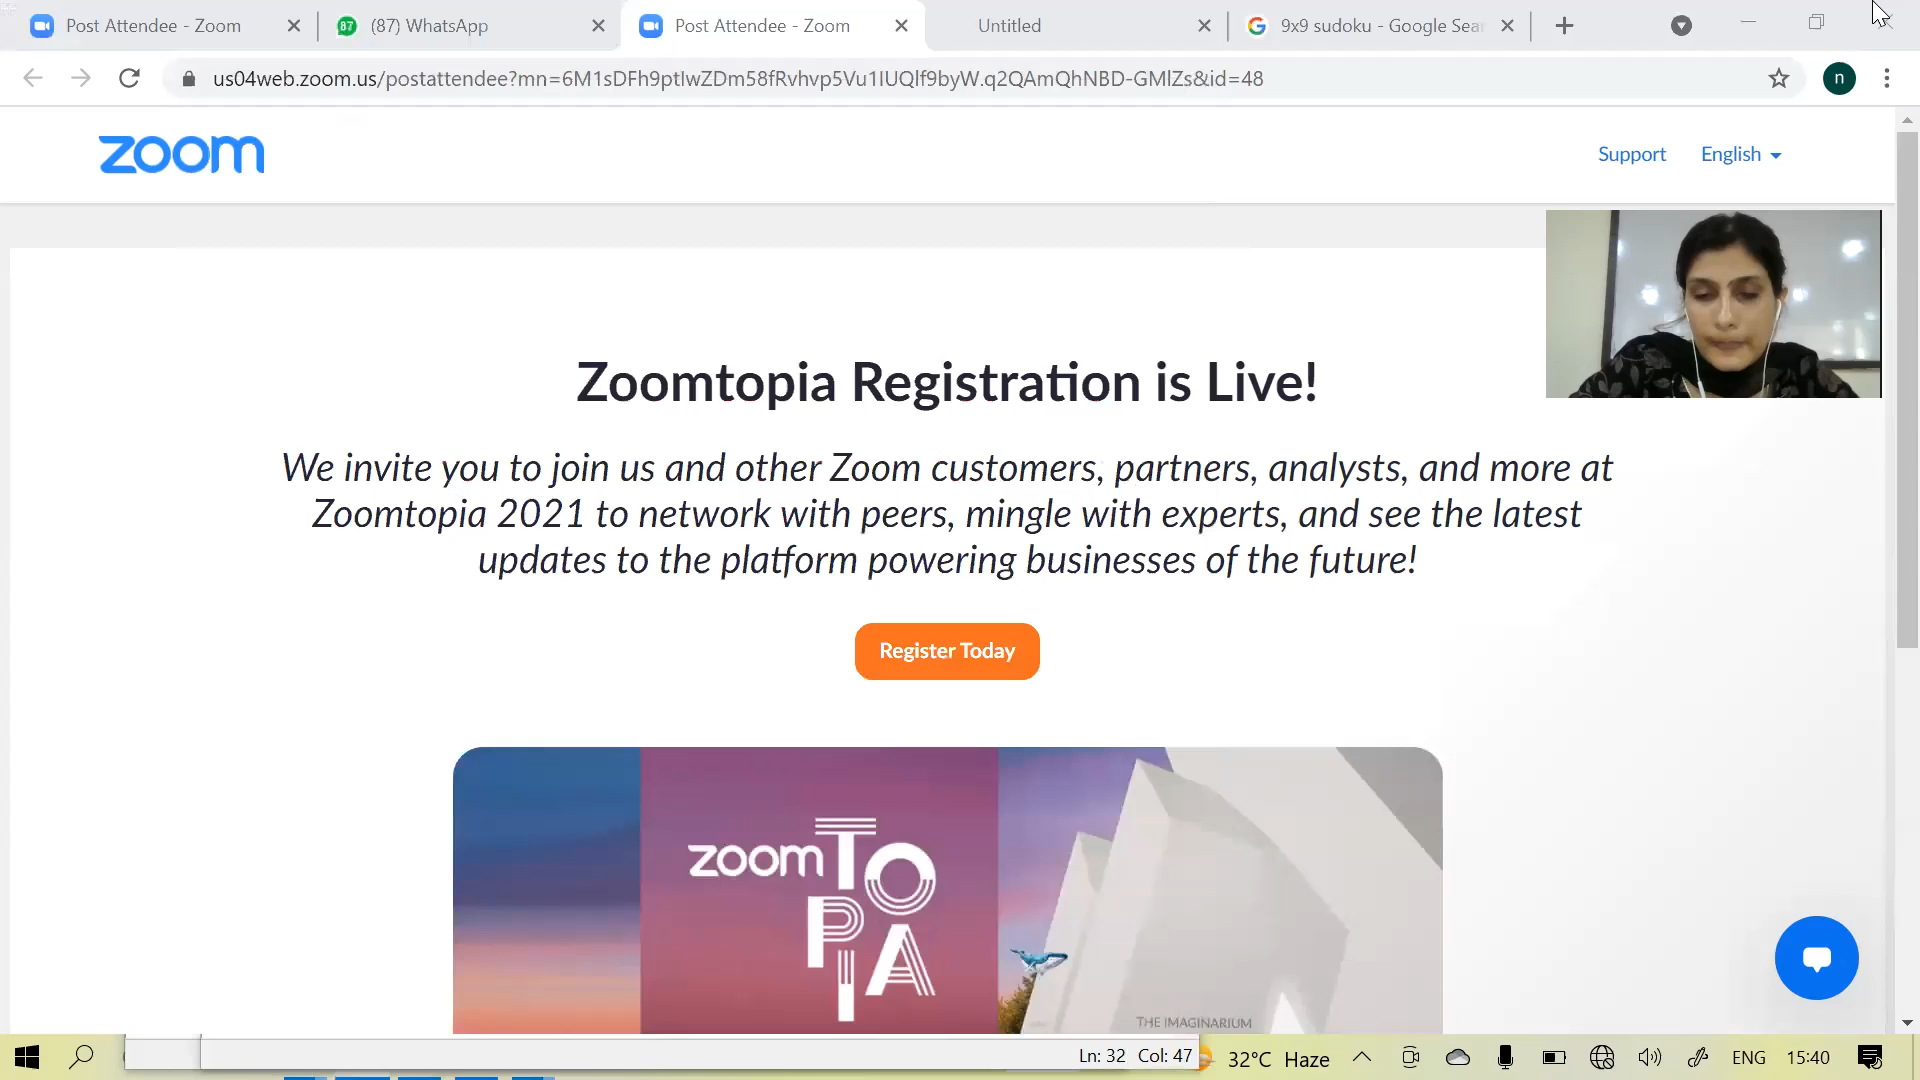 Post Attendee - Zoom
87
(87) WhatsApp
Post Attendee - Zoom
Untitled
9x9 sudoku - Google Sear
us04web.zoom.us/postattendee?mn=6M1sDFh9ptIwZDm58fRvhvp5Vu1IUQlf9byW.q2QAmQhNBD-GMlZs&id=48
n
zoom
Support
English
Zoomtopia Registration is Live!
We invite you to join us and other Zoom customers, partners, analysts, and more at
Zoomtopia 2021 to network with peers, mingle with experts, and see the latest
updates to the platform powering businesses of the future!
Register Today
zoomTOPIA
THE IMAGINARIUM
Ln: 32 Col: 47
32°C Haze
ENG
15:40